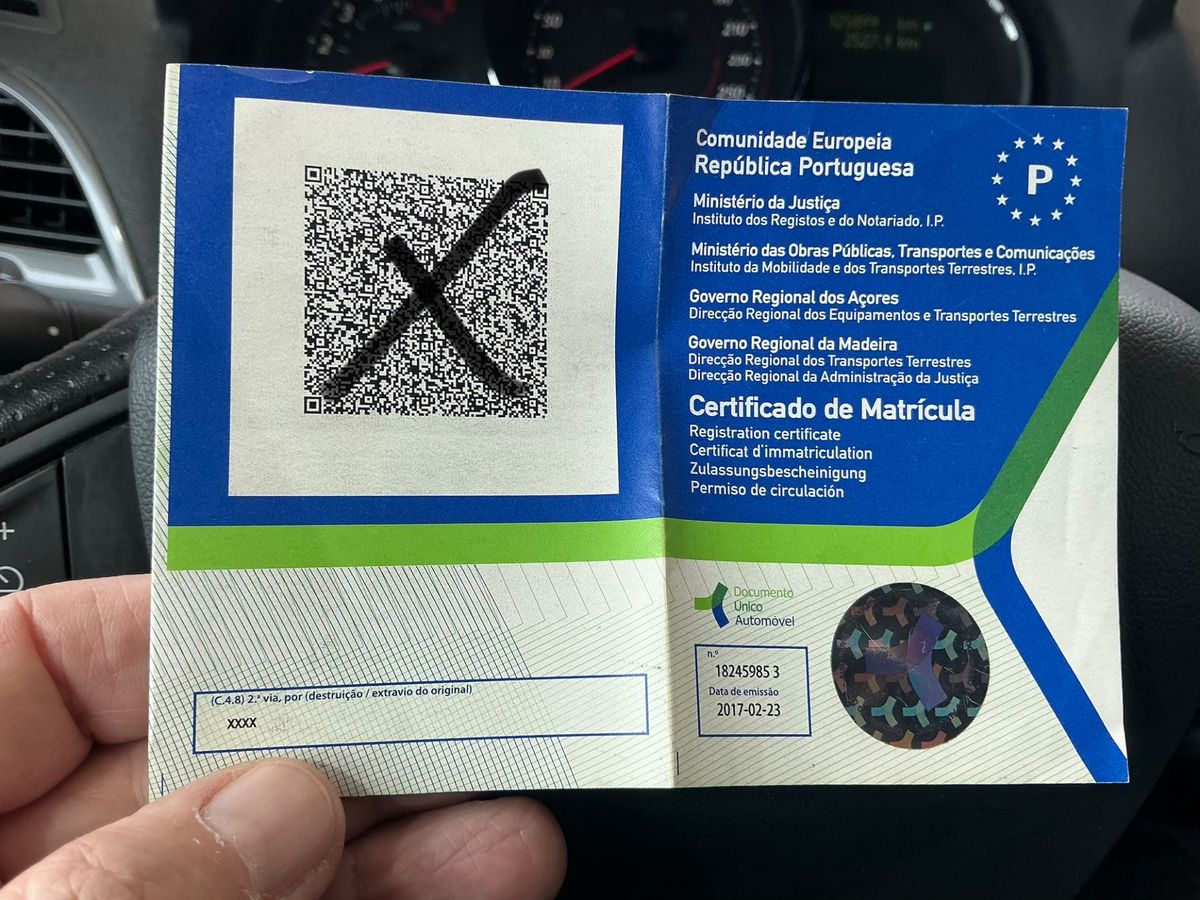 (C.4.8) 2.ª via, por (destruição / extravio do original)
XXXX
Comunidade Europeia
República Portuguesa
P
Ministério da Justiça
Instituto dos Registos e do Notariado, I.P.
Ministério das Obras Públicas, Transportes e Comunicações
Instituto da Mobilidade e dos Transportes Terrestres, I.P.
Governo Regional dos Açores
Direcção Regional dos Equipamentos e Transportes Terrestres
Governo Regional da Madeira
Direcção Regional dos Transportes Terrestres
Direcção Regional da Administração da Justiça
Certificado de Matrícula
Registration certificate
Certificat d'immatriculation
Zulassungsbescheinigung
Permiso de circulación
Documento
Único
Automóvel
n.º
18245985 3
Data de emissão
2017-02-23